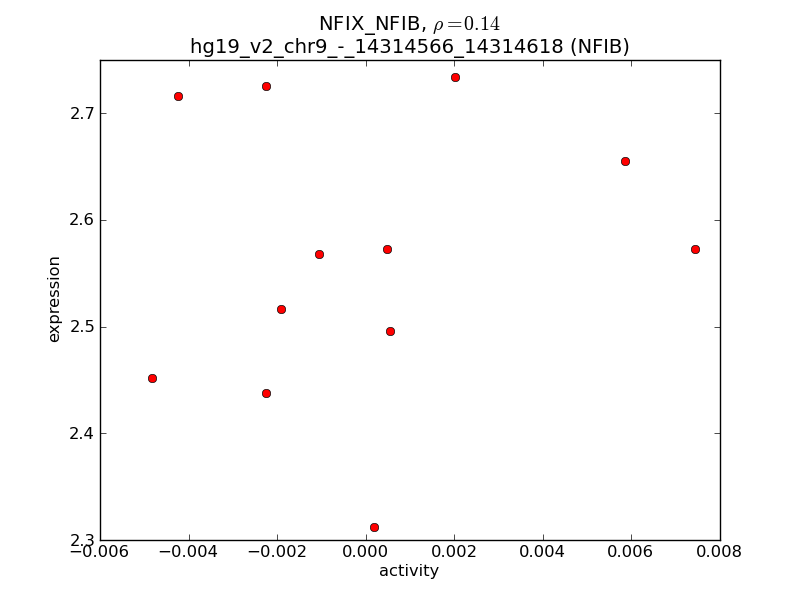 NFIX_NFIB, ρ = 0.14
hg19_v2_chr9_-_14314566_14314618 (NFIB)
2.7
2.6
2.5
2.4
2.3
expression
−0.006 −0.004 −0.002 0.000 0.002 0.004 0.006 0.008
activity